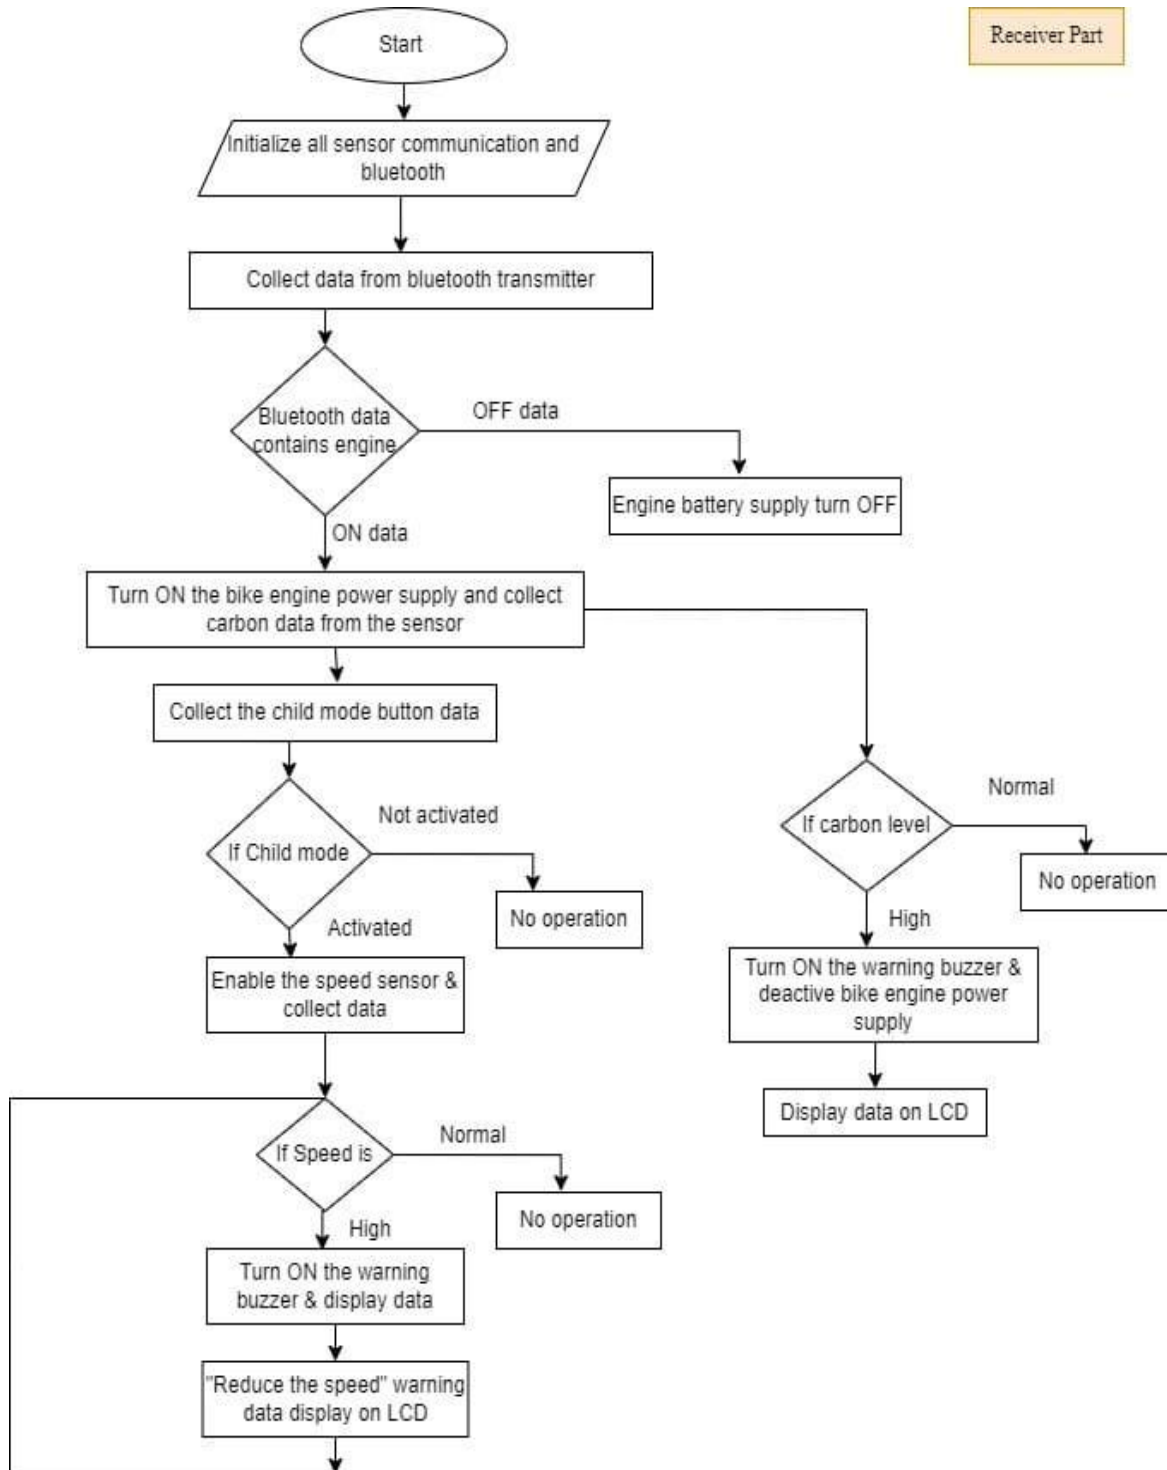 Start
Receiver Part
Initialize all sensor communication and
bluetooth
Collect data from bluetooth transmitter
Bluetooth data
contains engine
OFF data
Engine battery supply turn OFF
ON data
Turn ON the bike engine power supply and collect
carbon data from the sensor
Collect the child mode button data
If Child mode
Not activated
No operation
Activated
Enable the speed sensor &
collect data
If Speed is
Normal
No operation
High
Turn ON the warning
buzzer & display data
"Reduce the speed" warning
data display on LCD
If carbon level
Normal
No operation
High
Turn ON the warning buzzer &
deactive bike engine power
supply
Display data on LCD